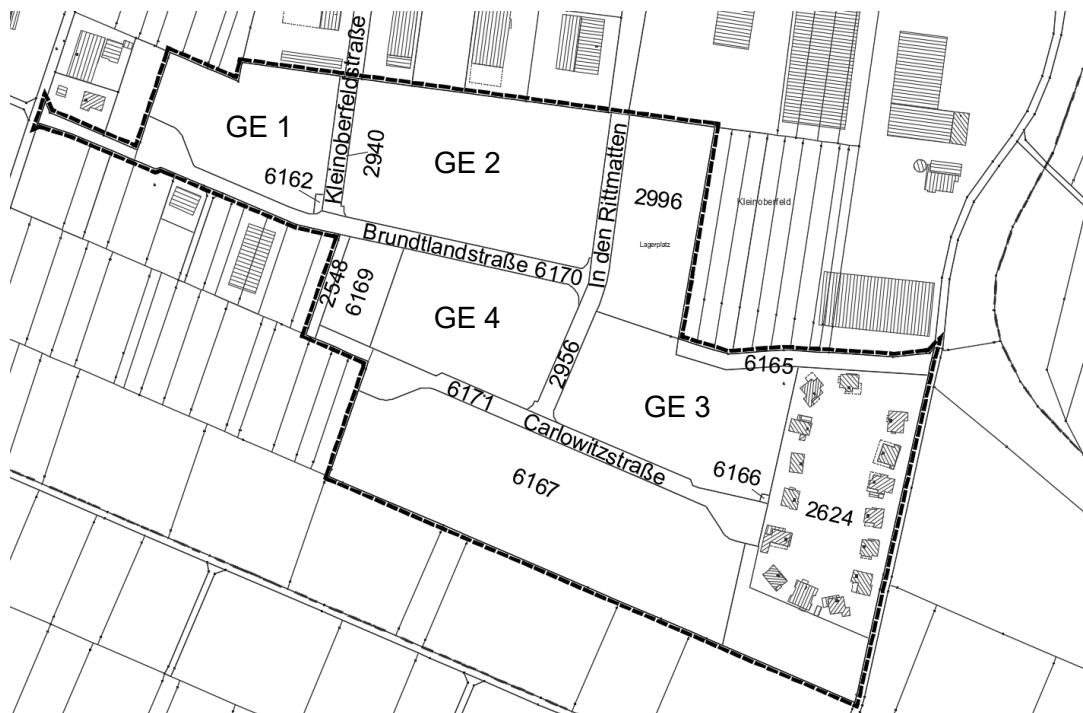 Kleinoberfeldstraße
GE 1
2940
GE 2
In den Rittmatten
6162
2996
Kleinoberfeld
Lagerplatz
Brundtlandstraße 6170
2548
6169
GE 4
2956
6165
6171
GE 3
Carlowitzstraße
6166
6167
2624